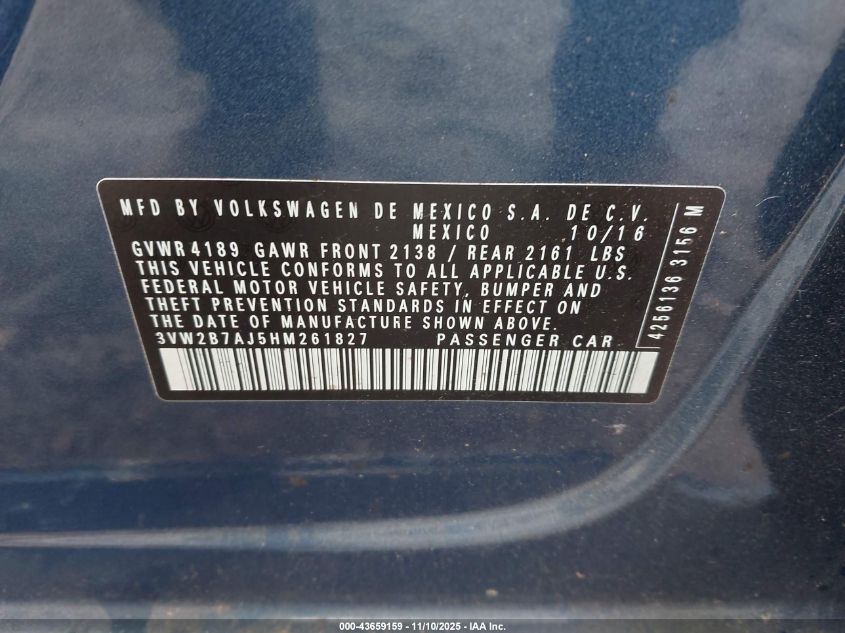 MFD BY VOLKSWAGEN DE MEXICO S.A. DE C.V.
MEXICO 10/16
GVWR 4189 GAWR FRONT 2138 / REAR 2161 LBS
THIS VEHICLE CONFORMS TO ALL APPLICABLE U.S.
FEDERAL MOTOR VEHICLE SAFETY, BUMPER AND
THEFT PREVENTION STANDARDS IN EFFECT ON
THE DATE OF MANUFACTURE SHOWN ABOVE.
3VW2B7AJ5HM261827 PASSENGER CAR
4256136 3156 M
000-43659159 - 11/10/2025 - IAA Inc.